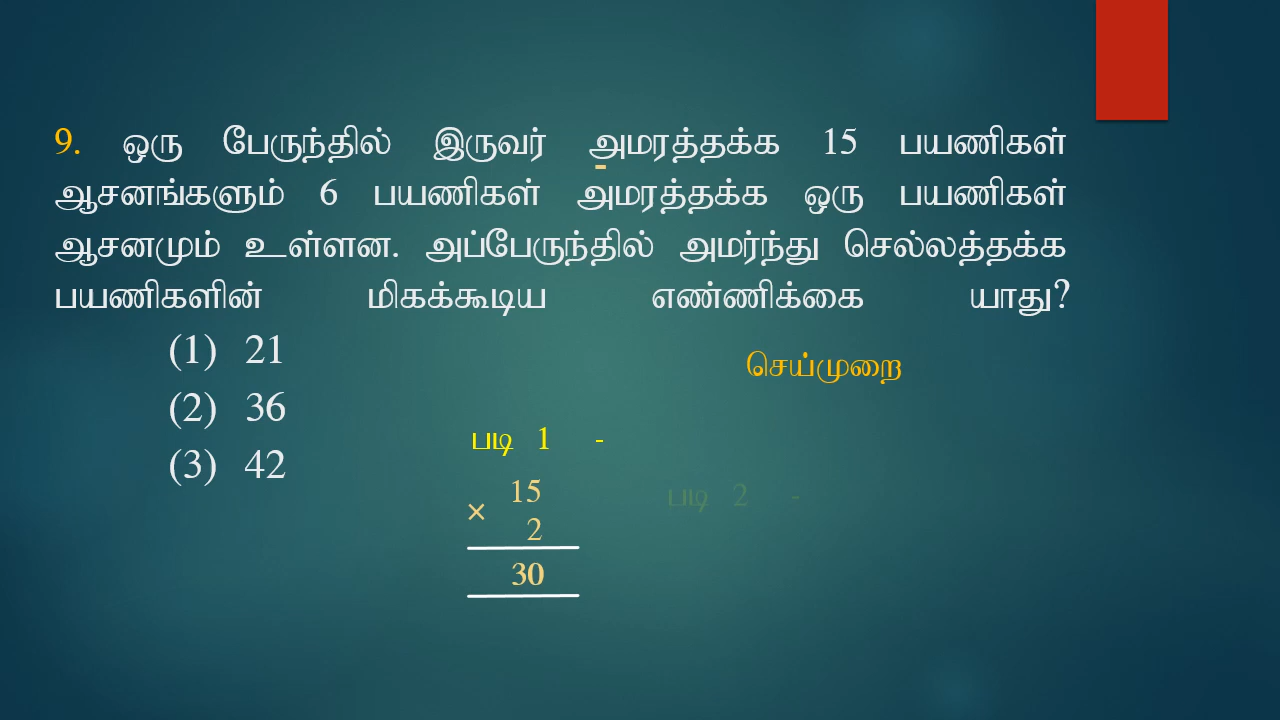 9. ஒரு பேருந்தில் இருவர் அமரத்தக்க 15 பயணிகள்
ஆசனங்களும் 6 பயணிகள் அமரத்தக்க ஒரு பயணிகள்
ஆசனமும் உள்ளன. அப்பேருந்தில் அமர்ந்து செல்லத்தக்க
பயணிகளின் மிகக்கூடிய எண்ணிக்கை யாது?
(1) 21
(2) 36
(3) 42
செய்முறை
படி 1 -
15
× 2
30
படி 2 -